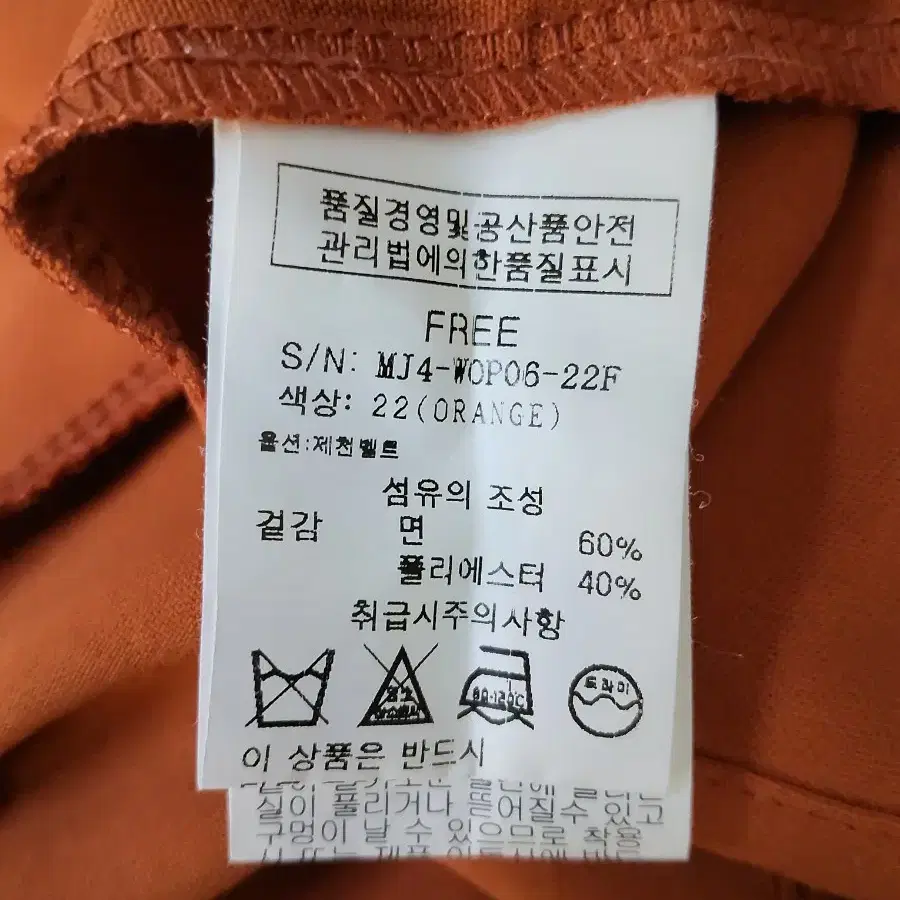 품질경영및공산품안전
관리법에의한품질표시
FREE
S/N: MJ4-WOP06-22F
색상: 22(ORANGE)
옵션:제천벨트
섬유의 조성
겉감 면 60%
폴리에스터 40%
취급시주의사항
80-120℃
드라이
이 상품은 반드시
실이 풀리거나 뜯어질수 있고
구멍이 날 수 있으므로 착용